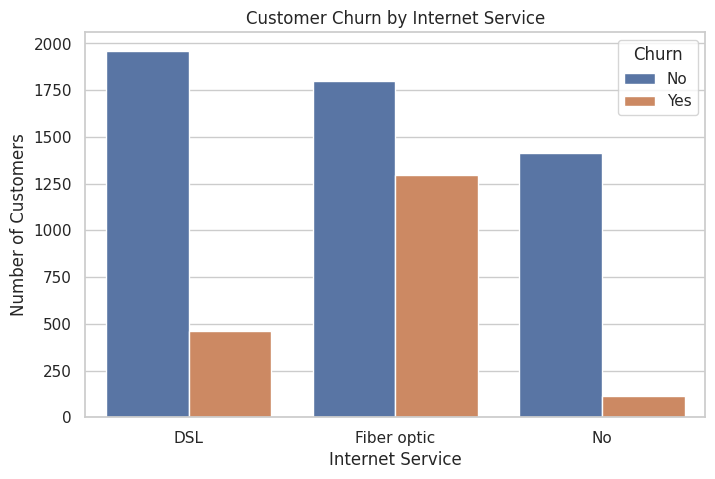 Customer Churn by Internet Service
Churn
No
Yes
Number of Customers
2000
1750
1500
1250
1000
750
500
250
0
DSL
Fiber optic
No
Internet Service